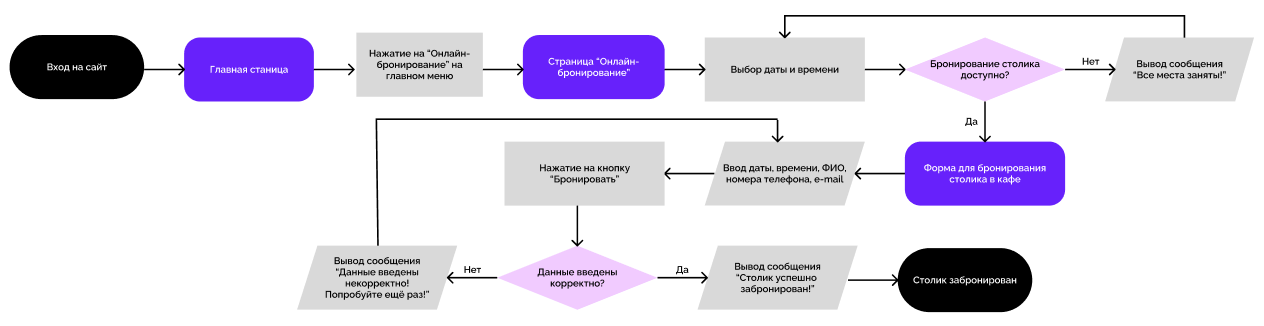 Вход на сайт
Главная станица
Нажатие на “Онлайн-
бронирование” на
главном меню
Страница “Онлайн-
бронирование”
Выбор даты и времени
Бронирование столика
доступно?
Нет
Вывод сообщения
“Все места заняты!”
Да
Форма для бронирования
столика в кафе
Ввод даты, времени, ФИО,
номера телефона, e-mail
Нажатие на кнопку
“Бронировать”
Данные введены
корректно?
Нет
Вывод сообщения
“Данные введены
некорректно!
Попробуйте ещё раз!”
Да
Вывод сообщения
“Столик успешно
забронирован!”
Столик забронирован